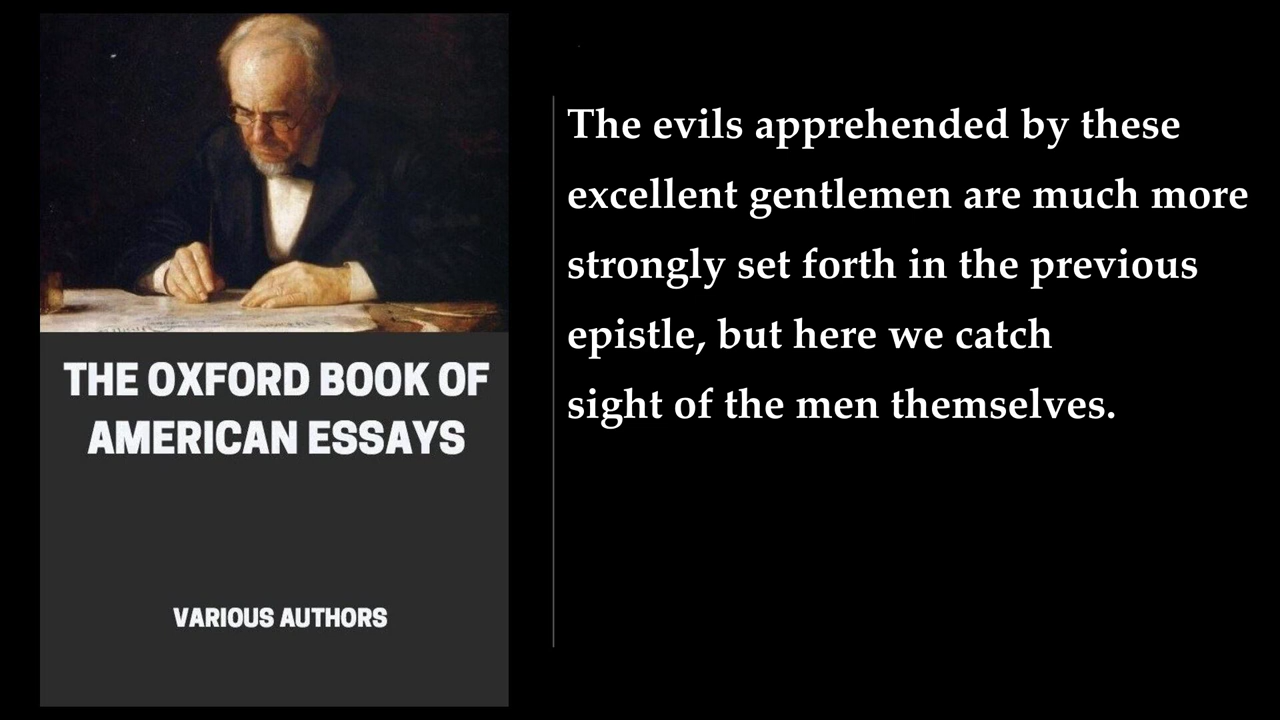 THE OXFORD BOOK OF
AMERICAN ESSAYS
VARIOUS AUTHORS
The evils apprehended by these
excellent gentlemen are much more
strongly set forth in the previous
epistle, but here we catch
sight of the men themselves.